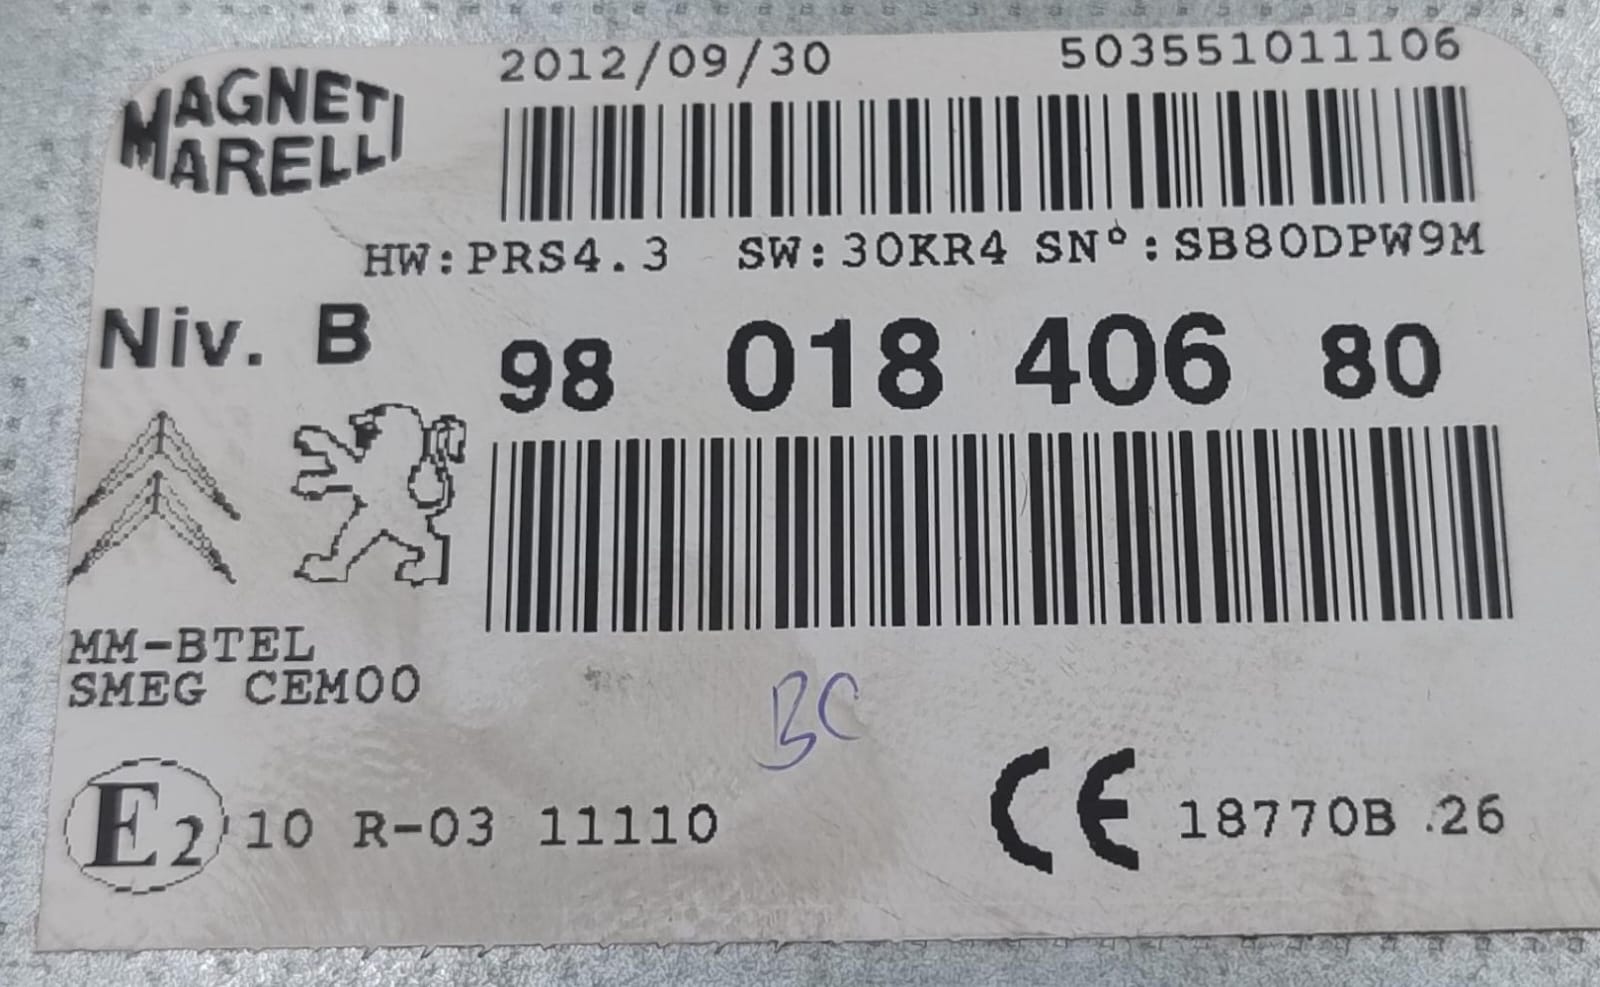 MAGNETI
MARELLI
2012/09/30 503551011106
HW:PRS4.3 SW:30KR4 SN°:SB80DPW9M
Niv. B
98 018 406 80
MM-BTEL
SMEG CEM00
BC
E2 10 R-03 11110
CE 18770B .26